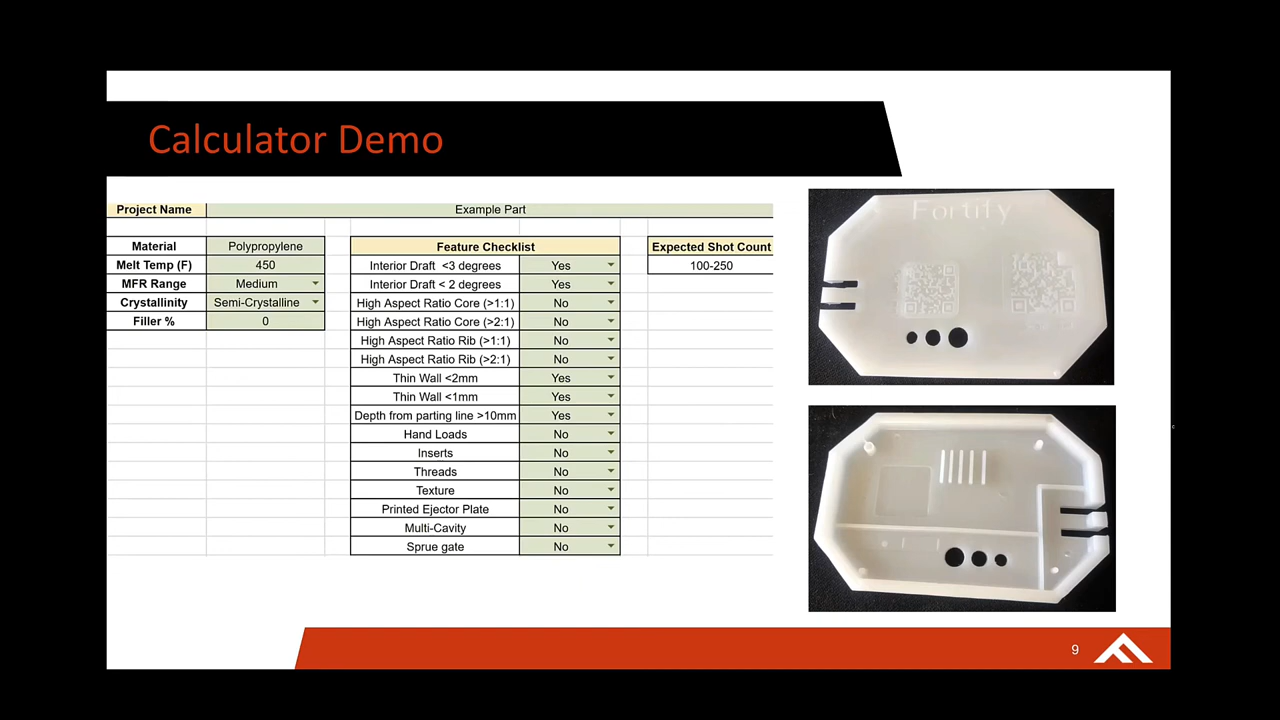 Calculator Demo
Project Name Example Part
Material Polypropylene
Melt Temp (F) 450
MFR Range Medium
Crystallinity Semi-Crystalline
Filler % 0
Feature Checklist
Interior Draft <3 degrees Yes
Interior Draft < 2 degrees Yes
High Aspect Ratio Core (>1:1) No
High Aspect Ratio Core (>2:1) No
High Aspect Ratio Rib (>1:1) No
High Aspect Ratio Rib (>2:1) No
Thin Wall <2mm Yes
Thin Wall <1mm Yes
Depth from parting line >10mm Yes
Hand Loads No
Inserts No
Threads No
Texture No
Printed Ejector Plate No
Multi-Cavity No
Sprue gate No
Expected Shot Count
100-250
Fortify
9